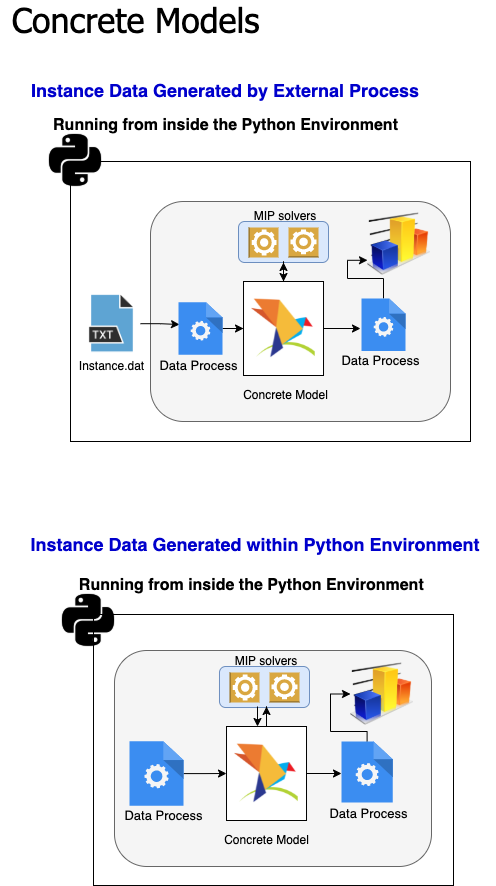 Concrete Models
Instance Data Generated by External Process
Running from inside the Python Environment
MIP solvers
TXT
Instance.dat
Data Process
Data Process
Concrete Model
Instance Data Generated within Python Environment
Running from inside the Python Environment
MIP solvers
Data Process
Data Process
Concrete Model